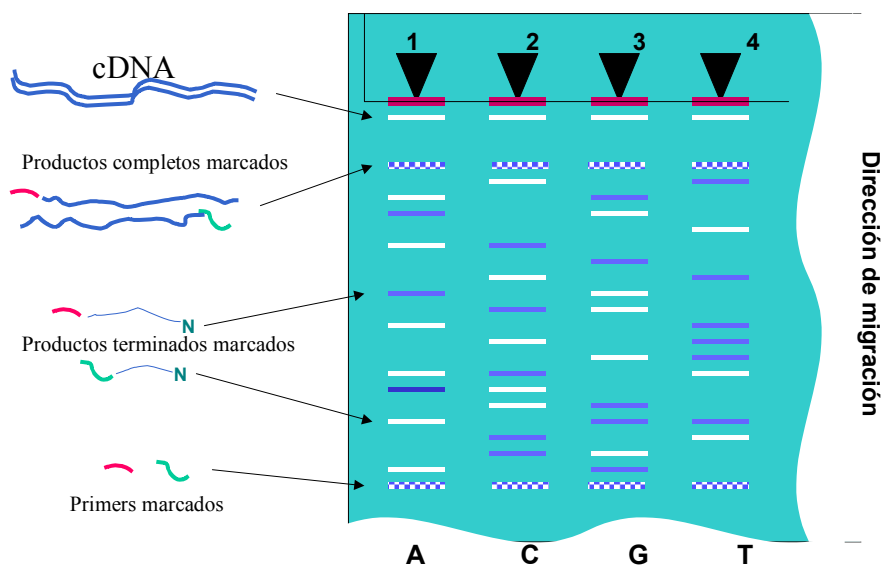 1 2 3 4
cDNA
Productos completos marcados
N
Productos terminados marcados
N
Primers marcados
Dirección de migración
A C G T